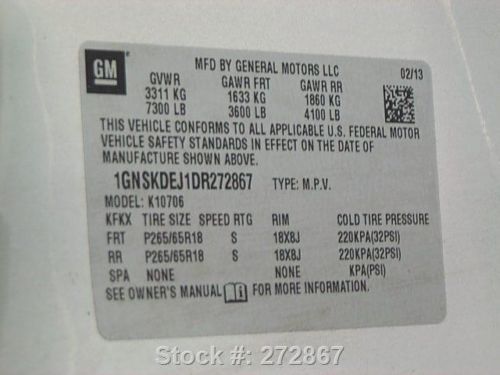 GM
MFD BY GENERAL MOTORS LLC
02/13
GVWR GAWR FRT GAWR RR
3311 KG 1633 KG 1860 KG
7300 LB 3600 LB 4100 LB
THIS VEHICLE CONFORMS TO ALL APPLICABLE U.S. FEDERAL MOTOR
VEHICLE SAFETY STANDARDS IN EFFECT ON THE DATE OF
MANUFACTURE SHOWN ABOVE.
1GNSKDEJ1DR272867 TYPE: M.P.V.
MODEL: K10706
KFKX TIRE SIZE SPEED RTG RIM COLD TIRE PRESSURE
FRT P265/65R18 S 18X8J 220KPA(32PSI)
RR P265/65R18 S 18X8J 220KPA(32PSI)
SPA NONE NONE KPA(PSI)
SEE OWNER'S MANUAL FOR MORE INFORMATION.
Stock #: 272867